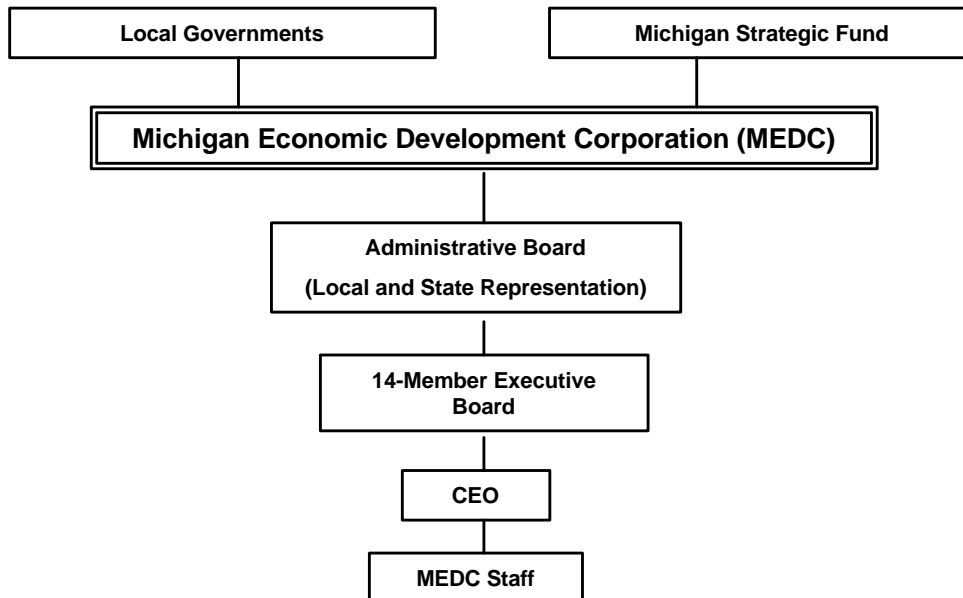 Local Governments
Michigan Strategic Fund
Michigan Economic Development Corporation (MEDC)
Administrative Board
(Local and State Representation)
14-Member Executive
Board
CEO
MEDC Staff